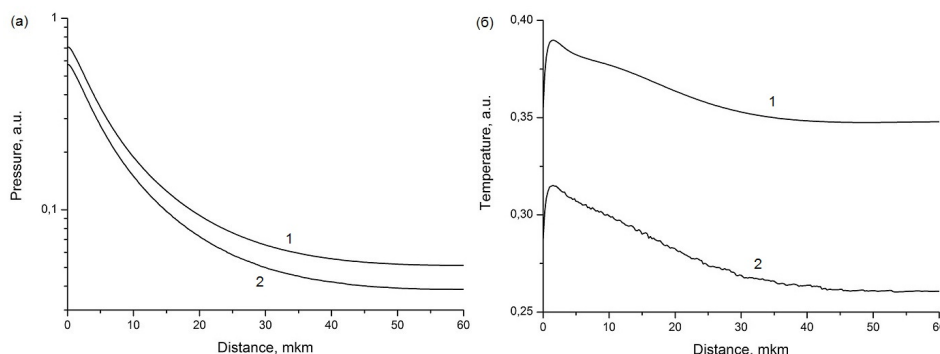 (a)
1
0,1
Pressure, a.u.
0 10 20 30 40 50 60
Distance, mkm
1
2
(б)
0,40
0,35
0,30
0,25
Temperature, a.u.
0 10 20 30 40 50 60
Distance, mkm
1
2